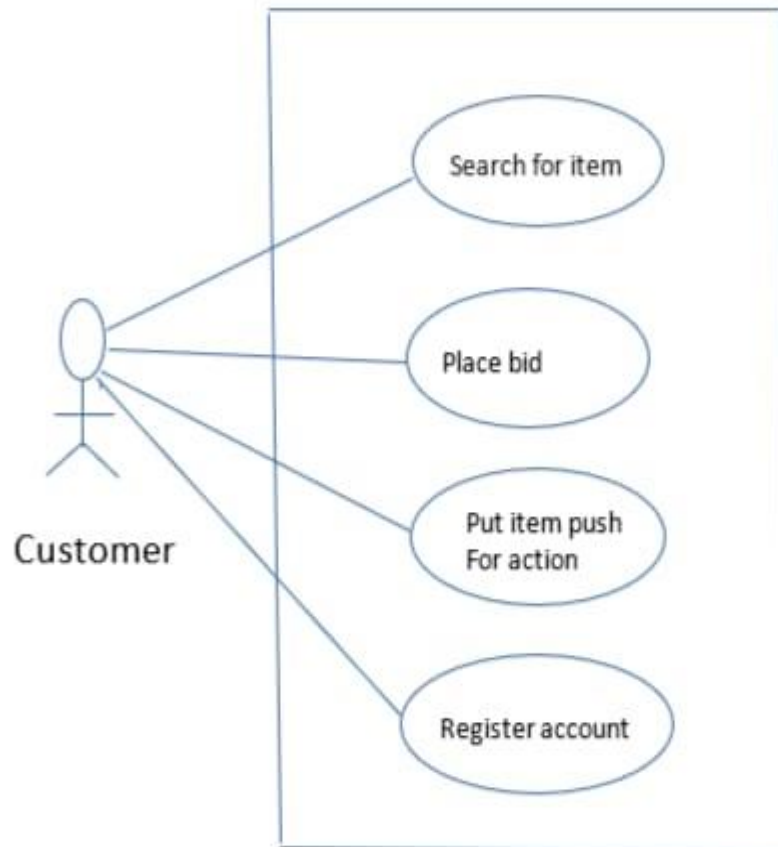 Search for item
Place bid
Put item push
For action
Customer
Register account